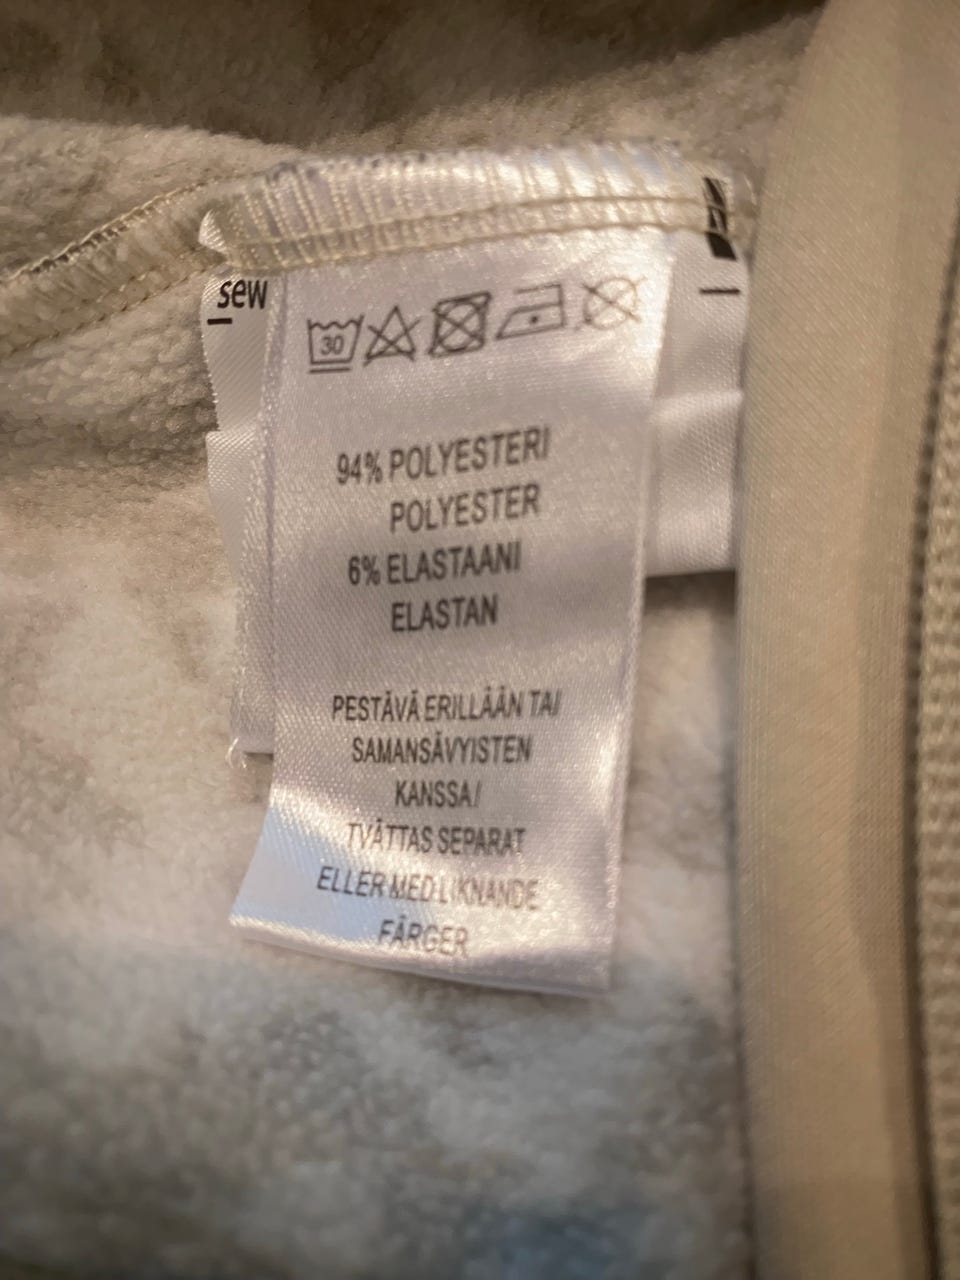 sew
30
94% POLYESTERI
POLYESTER
6% ELASTAANI
ELASTAN
PESTÄVÄ ERILLÄÄN TAI
SAMANSÄVYISTEN
KANSSA/
TVÄTTAS SEPARAT
ELLER MED LIKNANDE
FÄRGER